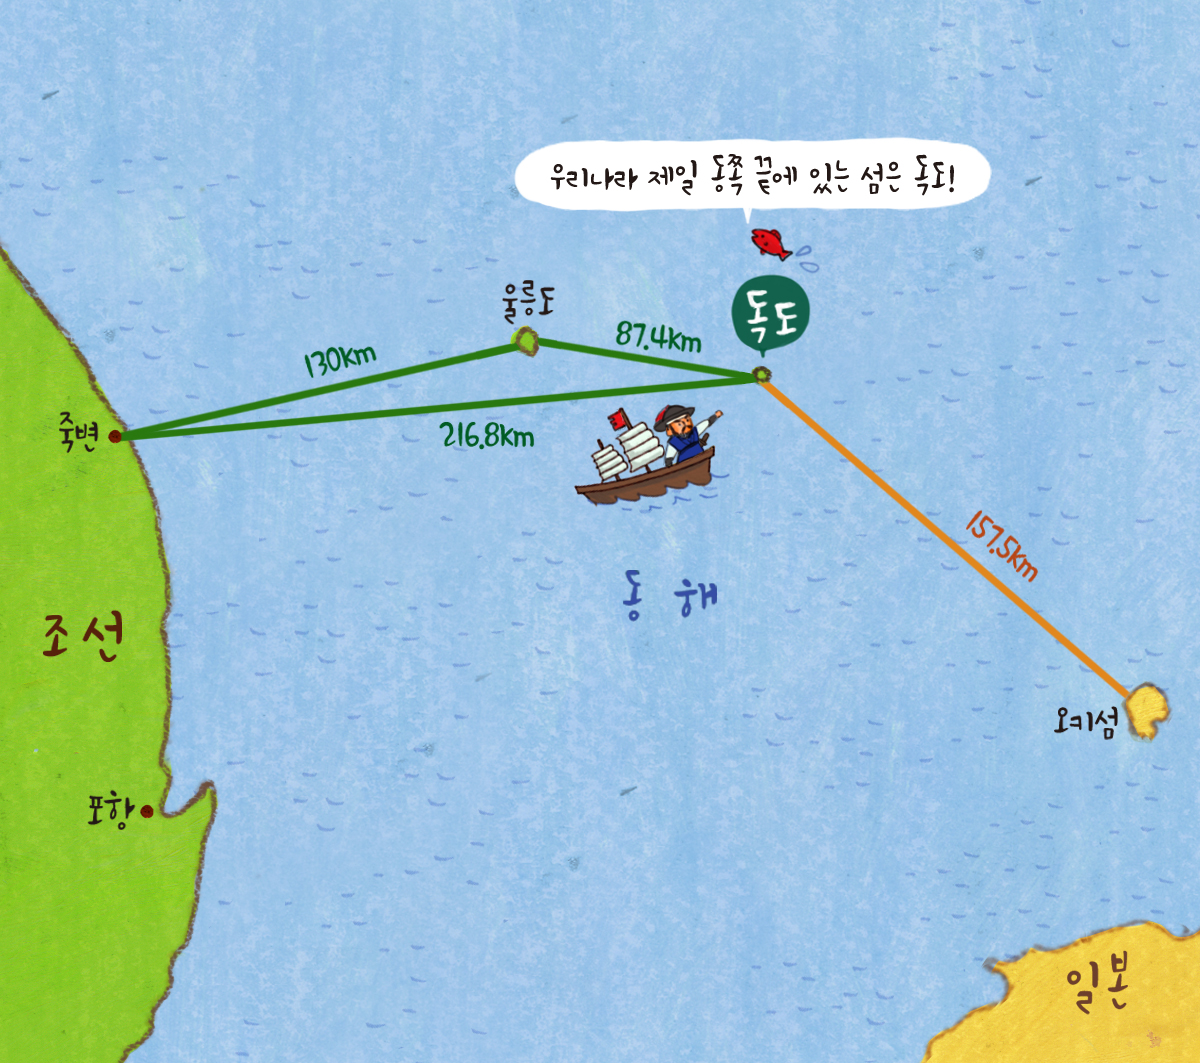 우리나라 제일 동쪽 끝에 있는 섬은 독도!
울릉도
독도
87.4km
130km
216.8km
죽변
157.5km
동 해
조선
오키섬
포항
일본